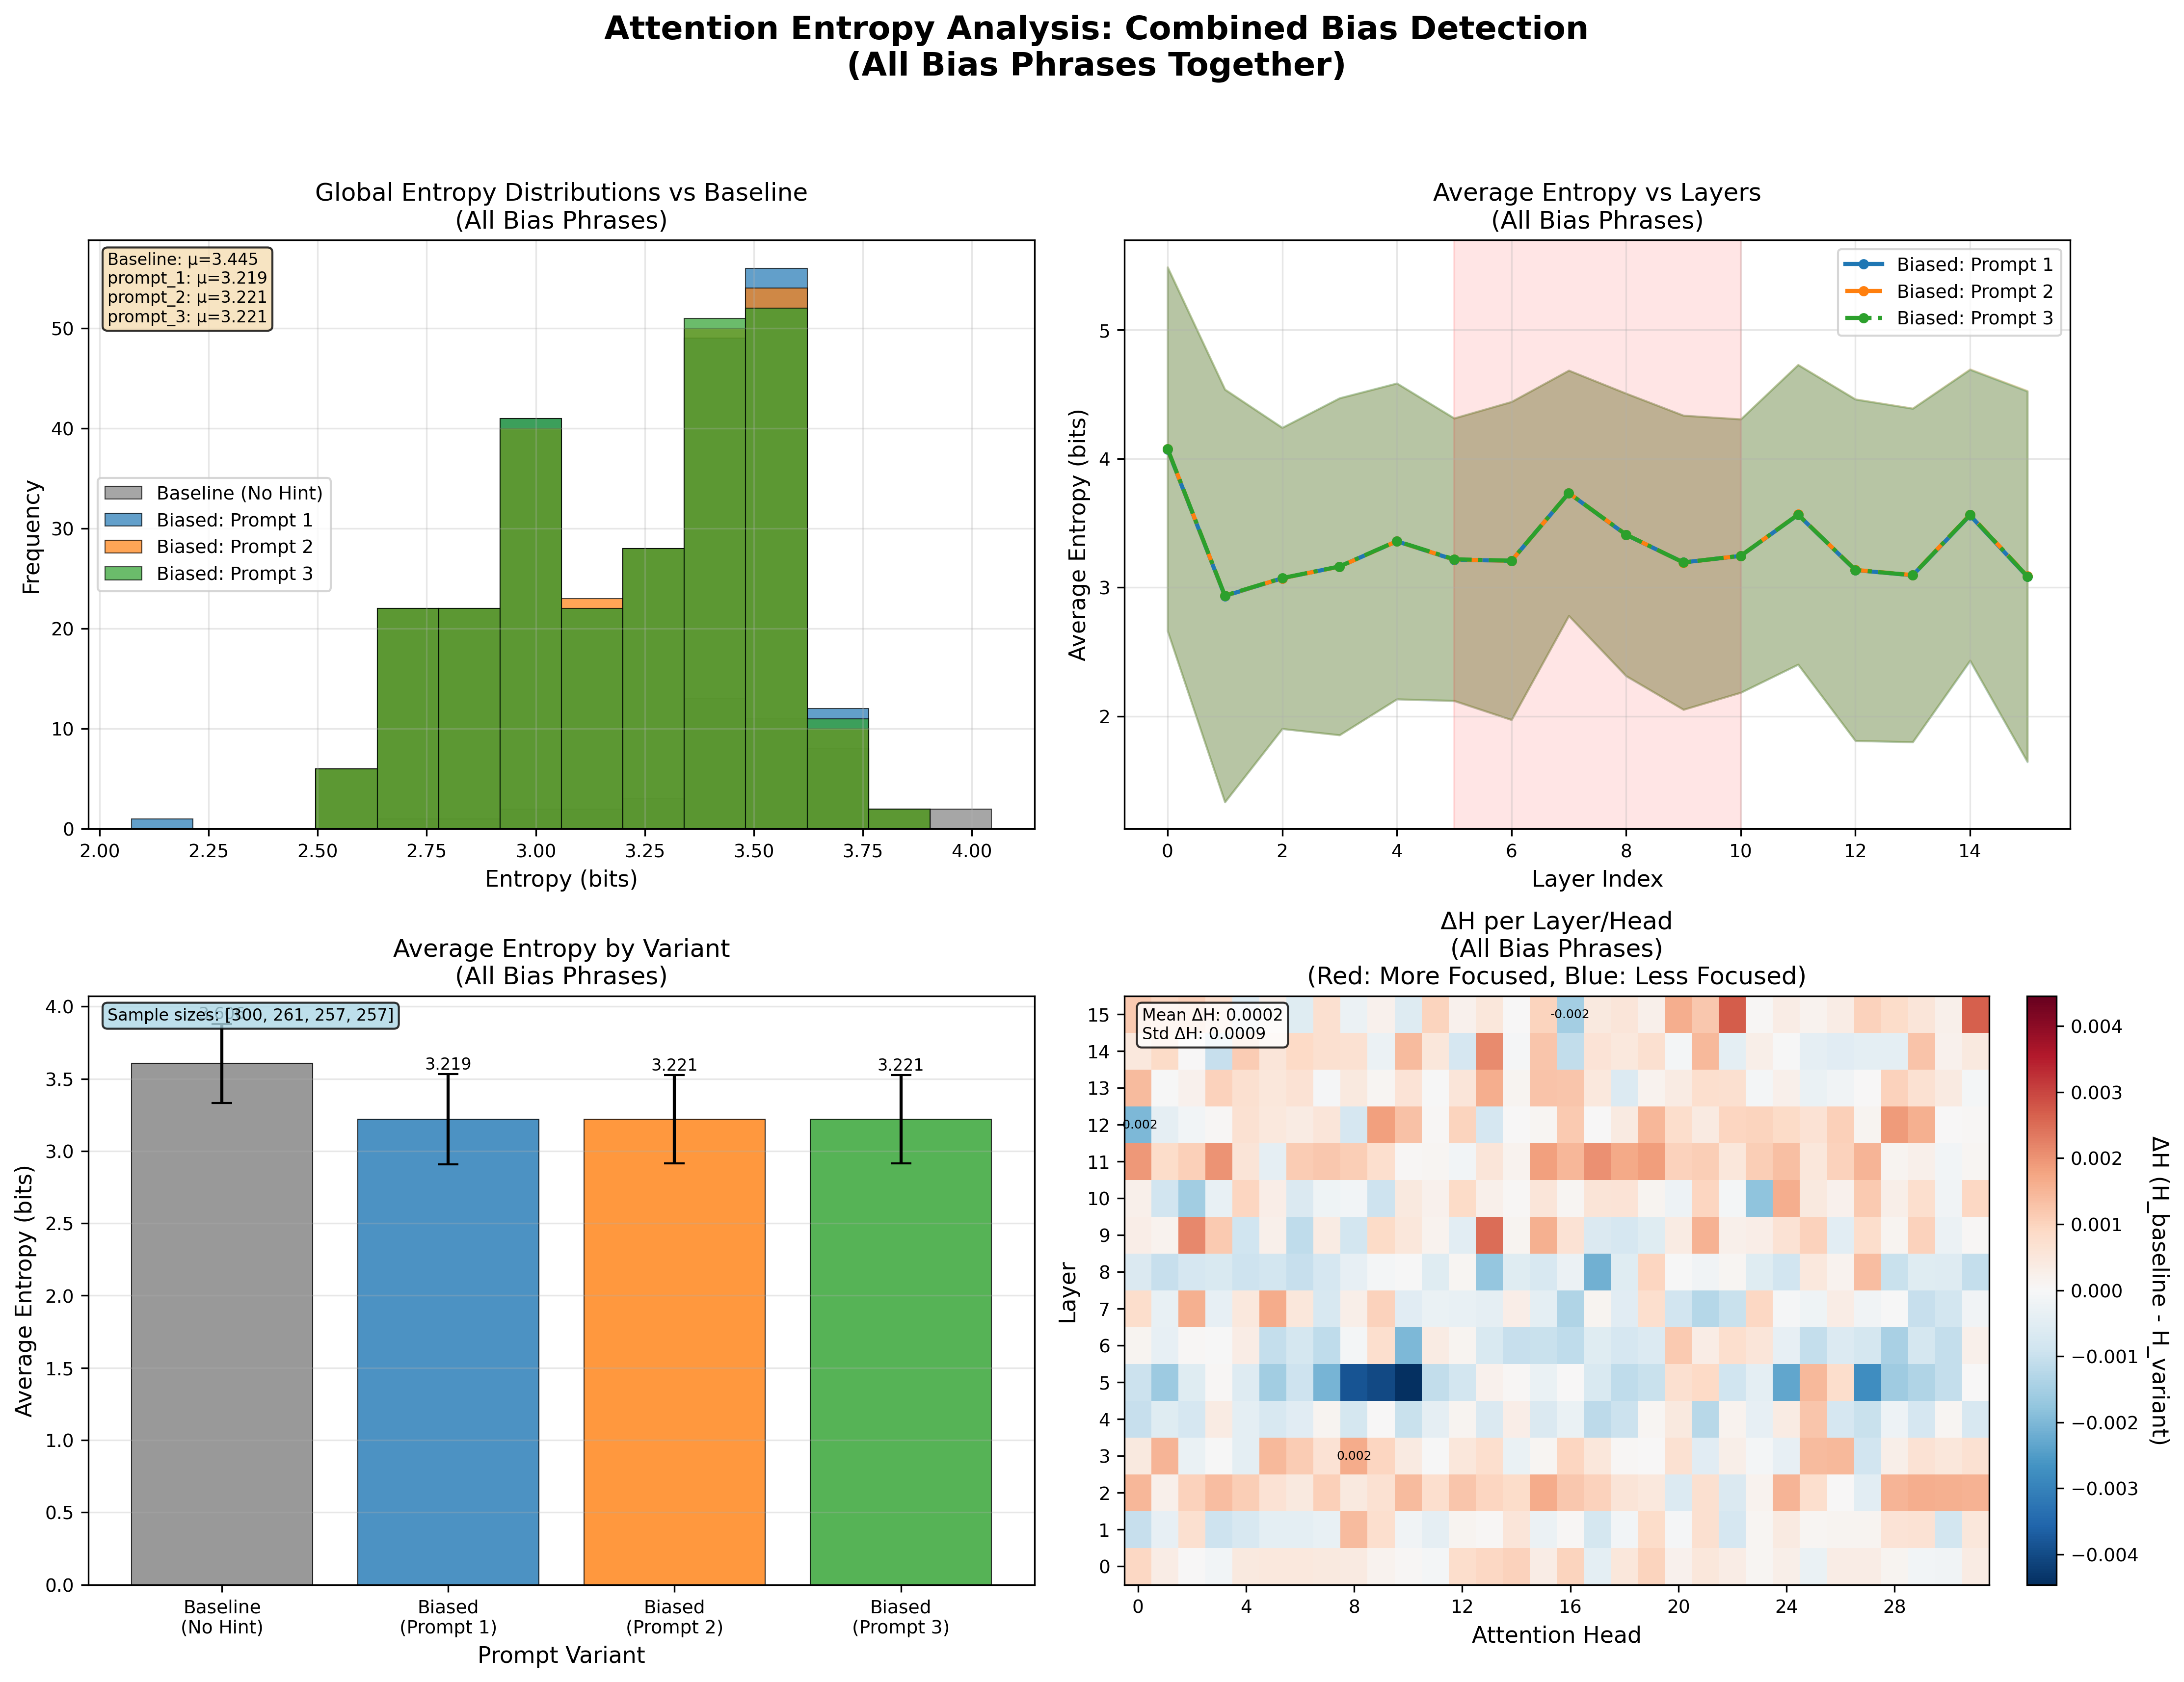 Attention Entropy Analysis: Combined Bias Detection
(All Bias Phrases Together)
Global Entropy Distributions vs Baseline
(All Bias Phrases)
Baseline: μ=3.445
prompt_1: μ=3.219
prompt_2: μ=3.221
prompt_3: μ=3.221
Baseline (No Hint)
Biased: Prompt 1
Biased: Prompt 2
Biased: Prompt 3
Frequency
50
40
30
20
10
0
2.00 2.25 2.50 2.75 3.00 3.25 3.50 3.75 4.00
Entropy (bits)
Average Entropy vs Layers
(All Bias Phrases)
Biased: Prompt 1
Biased: Prompt 2
Biased: Prompt 3
Average Entropy (bits)
5
4
3
2
0 2 4 6 8 10 12 14
Layer Index
Average Entropy by Variant
(All Bias Phrases)
Sample sizes: [300, 261, 257, 257]
3.219
3.221
3.221
Average Entropy (bits)
4.0
3.5
3.0
2.5
2.0
1.5
1.0
0.5
0.0
Baseline
(No Hint)
Biased
(Prompt 1)
Biased
(Prompt 2)
Biased
(Prompt 3)
Prompt Variant
ΔH per Layer/Head
(All Bias Phrases)
(Red: More Focused, Blue: Less Focused)
Mean ΔH: 0.0002
Std ΔH: 0.0009
-0.002
0.002
Layer
15
14
13
12
11
10
9
8
7
6
5
4
3
2
1
0
0 4 8 12 16 20 24 28
Attention Head
0.004
0.003
0.002
0.001
0.000
−0.001
−0.002
−0.003
−0.004
ΔH (H_baseline - H_variant)